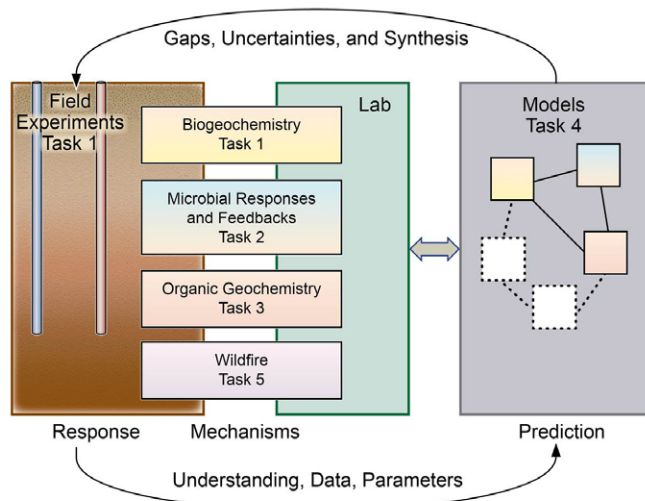 Gaps, Uncertainties, and Synthesis
Field
Experiments
Task 1
Lab
Models
Task 4
Biogeochemistry
Task 1
Microbial Responses
and Feedbacks
Task 2
Organic Geochemistry
Task 3
Wildfire
Task 5
Response
Mechanisms
Prediction
Understanding, Data, Parameters